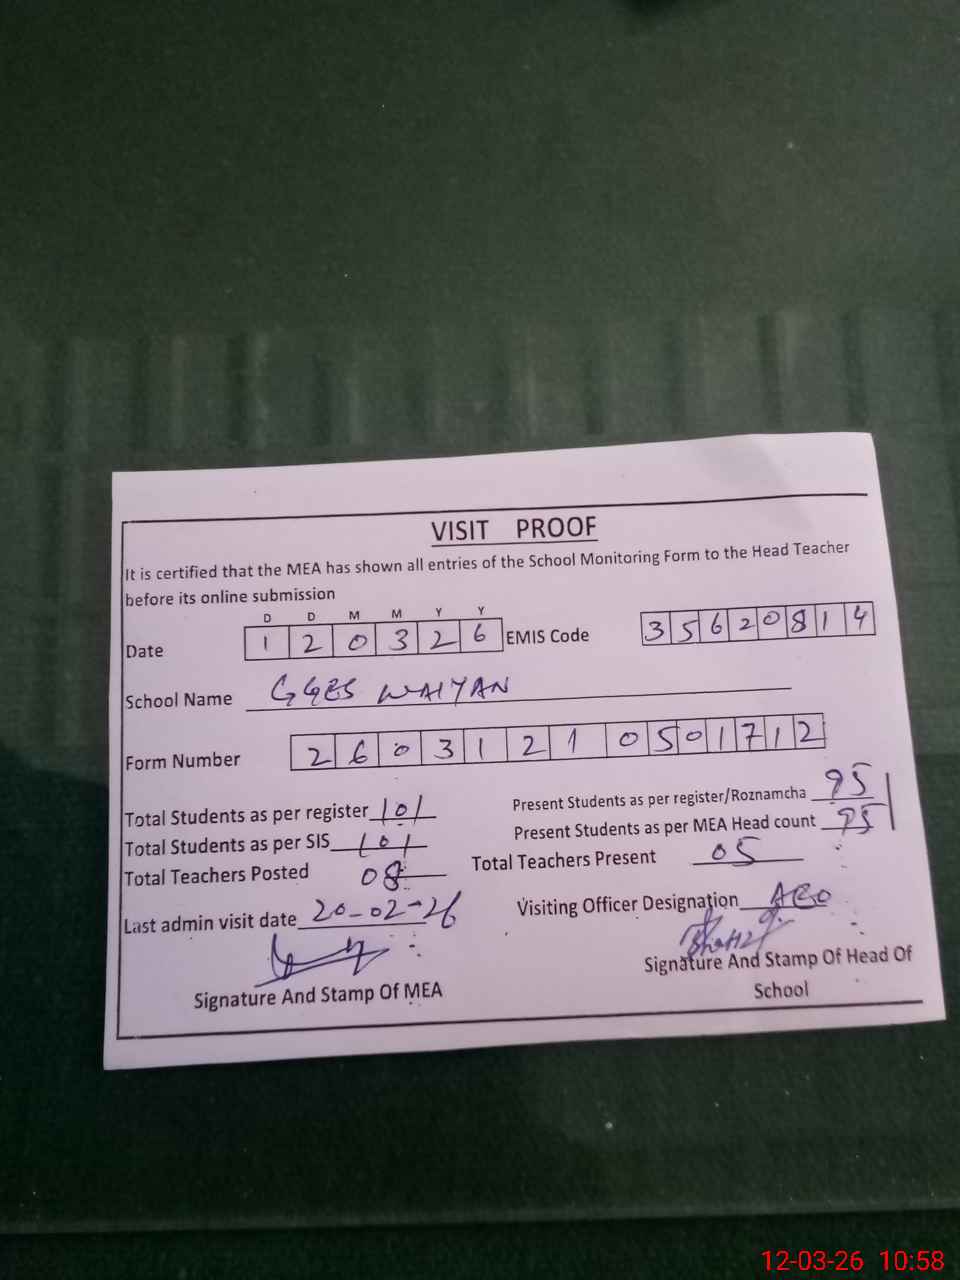 VISIT PROOF
It is certified that the MEA has shown all entries of the School Monitoring Form to the Head Teacher
before its online submission
D D M M Y Y
Date 1 2 0 3 2 6 EMIS Code 3 5 6 2 0 8 1 4
School Name GGES WAIYAN
Form Number 2 6 0 3 1 2 1 0 5 0 1 7 1 2
Total Students as per register 101 Present Students as per register/Roznamcha 95
Total Students as per SIS 101 Present Students as per MEA Head count 95
Total Teachers Posted 08 Total Teachers Present 05
Last admin visit date 20-02-26 Visiting Officer Designation AEO
Signature And Stamp Of MEA Signature And Stamp Of Head Of
School
12-03-26 10:58